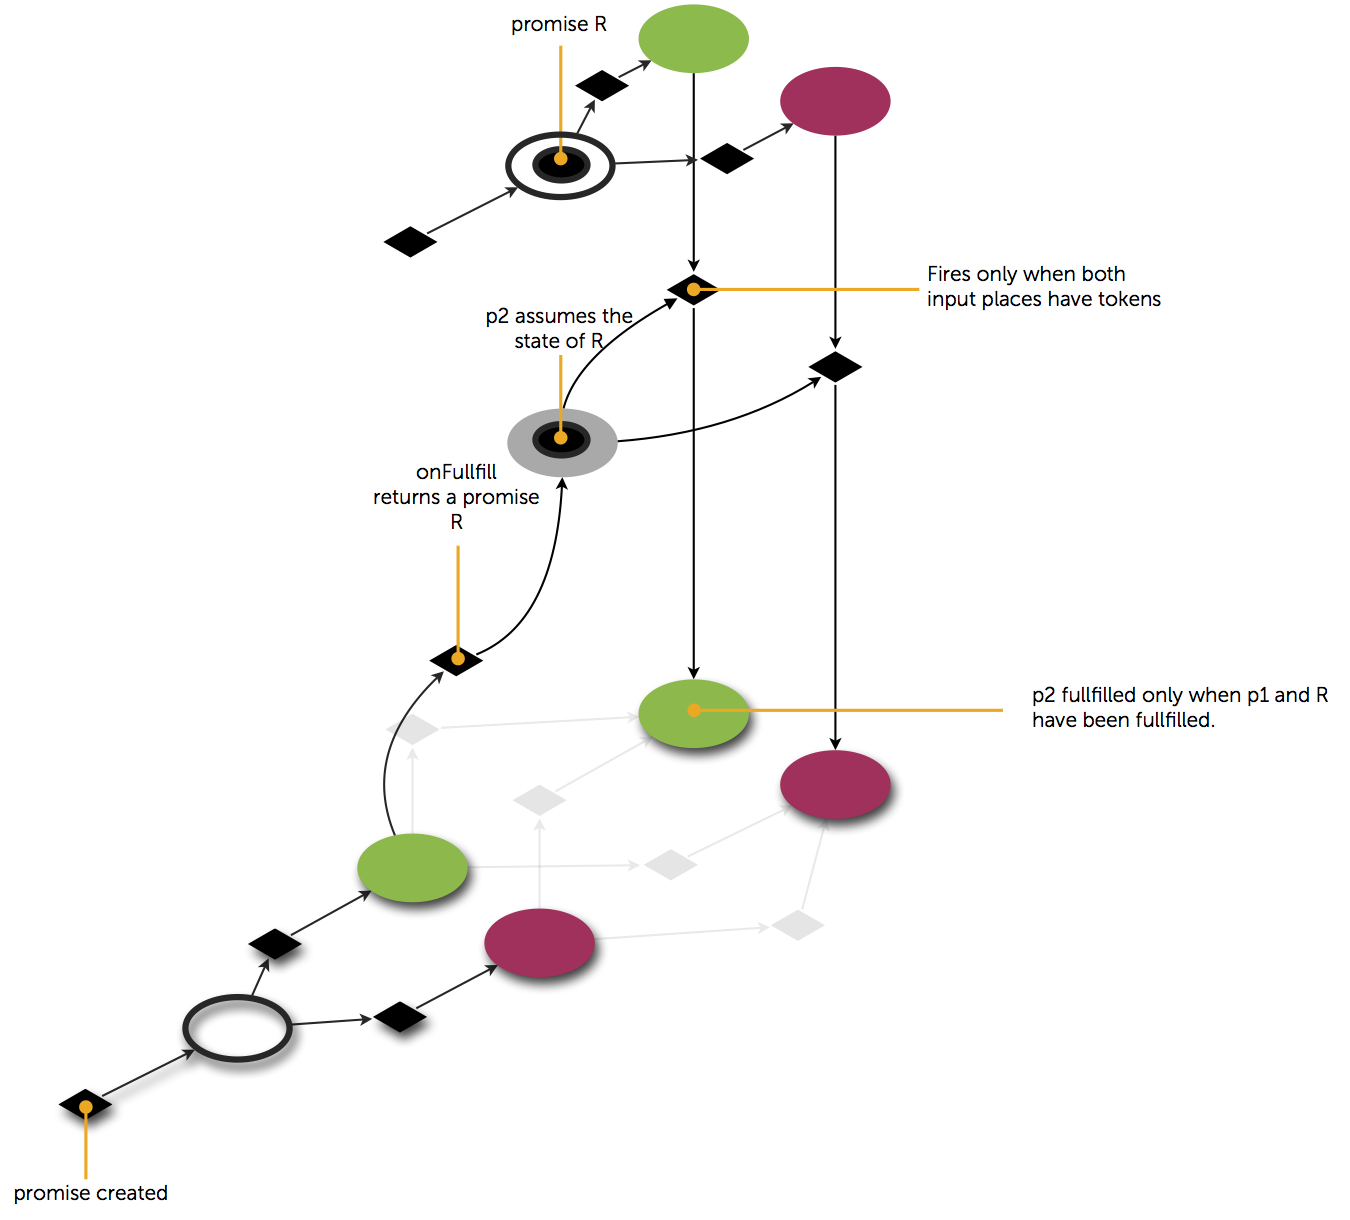 promise R
Fires only when both
input places have tokens
p2 assumes the
state of R
onFullfill
returns a promise
R
p2 fullfilled only when p1 and R
have been fullfilled.
promise created